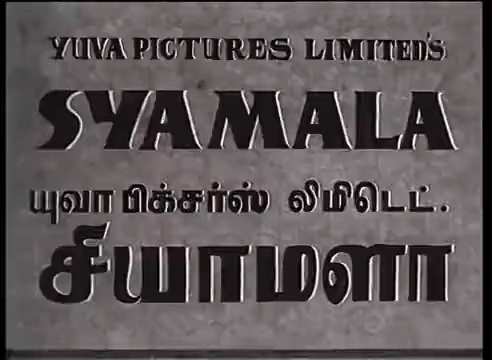 YUVA PICTURES LIMITED'S
SYAMALA
யுவா பிக்சர்ஸ் லிமிடெட்.
சியாமளா